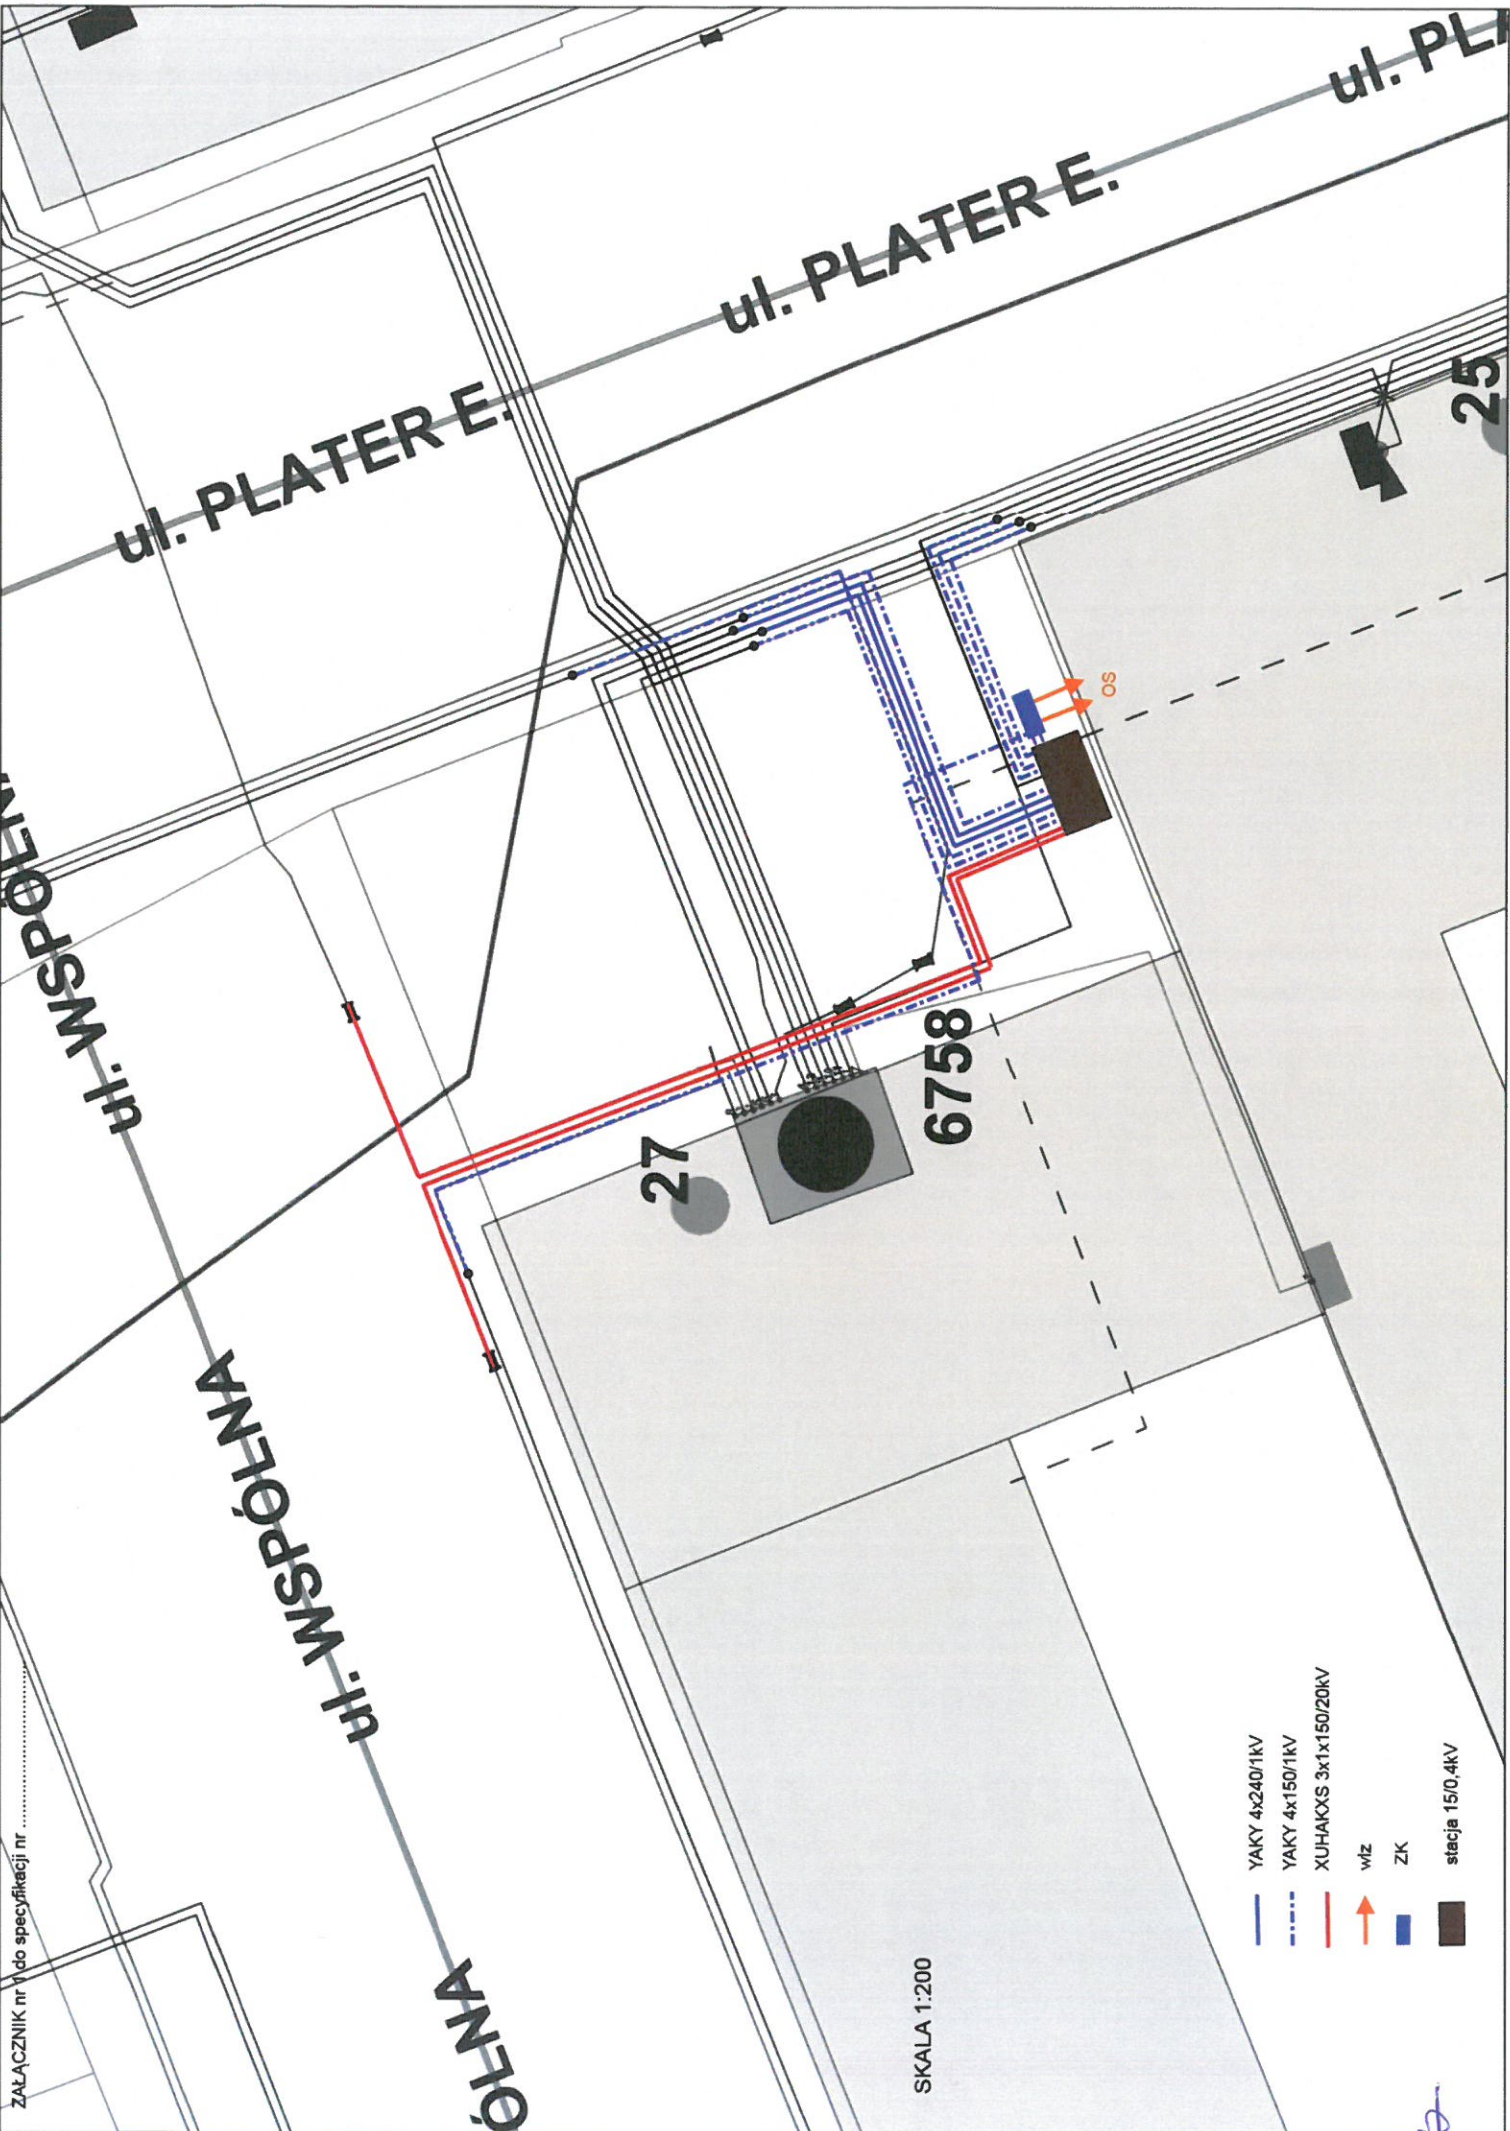 ZAŁĄCZNIK nr 1 do specyfikacji nr ..............................
ul. PLATER E.
ul. PLATER E.
ul. PL
ul. WSPÓLNA
ul. WSPÓLNA
ÓLNA
25
27
6758
OS
SKALA 1:200
YAKY 4x240/1kV
YAKY 4x150/1kV
XUHAKXS 3x1x150/20kV
wlz
ZK
stacja 15/0,4kV